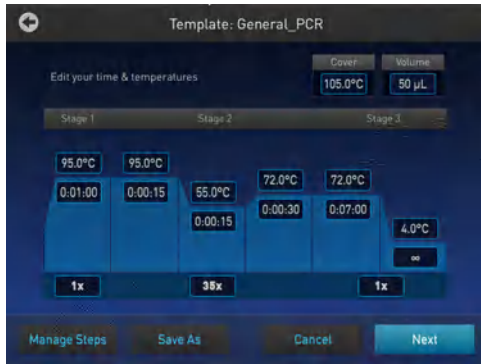 Template: General_PCR
Edit your time & temperatures
Cover
Volume
105.0°C
50 µL
Stage 1
Stage 2
Stage 3
95.0°C
95.0°C
0:01:00
0:00:15
55.0°C
0:00:15
72.0°C
72.0°C
0:00:30
0:07:00
4.0°C
∞
1x
35x
1x
Manage Steps
Save As
Cancel
Next